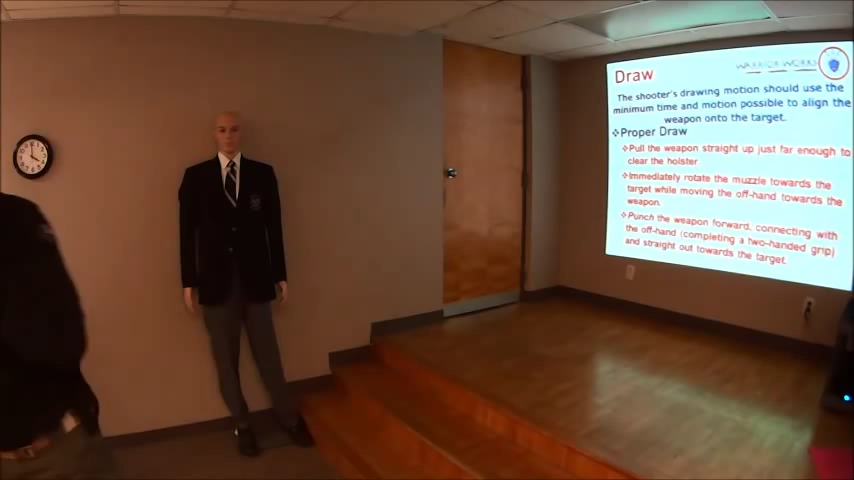 WARRIOR WORKS
Draw
The shooter's drawing motion should use the
minimum time and motion possible to align the
weapon onto the target.
❖Proper Draw
❖Pull the weapon straight up just far enough to
clear the holster
❖Immediately rotate the muzzle towards the
target while moving the off-hand towards the
weapon.
❖Punch the weapon forward, connecting with
the off-hand (completing a two-handed grip)
and straight out towards the target.